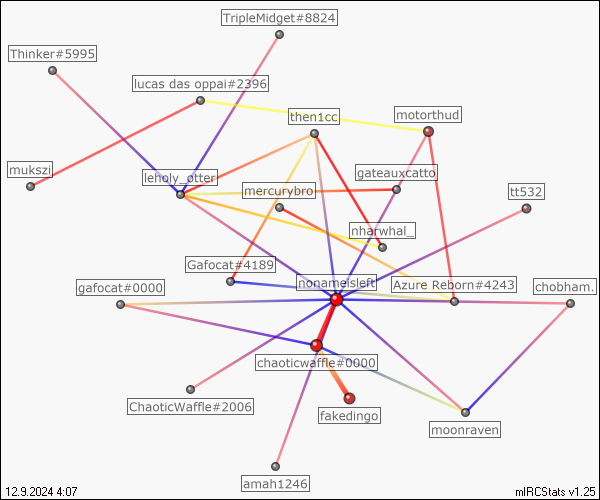 TripleMidget#8824
Thinker#5995
lucas das oppai#2396
then1cc
motorthud
mukszi
leholy_otter
gateauxcatto
mercurybro
tt532
nharwhal_
Gafocat#4189
gafocat#0000
nonameisleft
Azure Reborn#4243
chobham.
chaoticwaffle#0000
ChaoticWaffle#2006
fakedingo
moonraven
amah1246
12.9.2024 4:07
mIRCStats v1.25